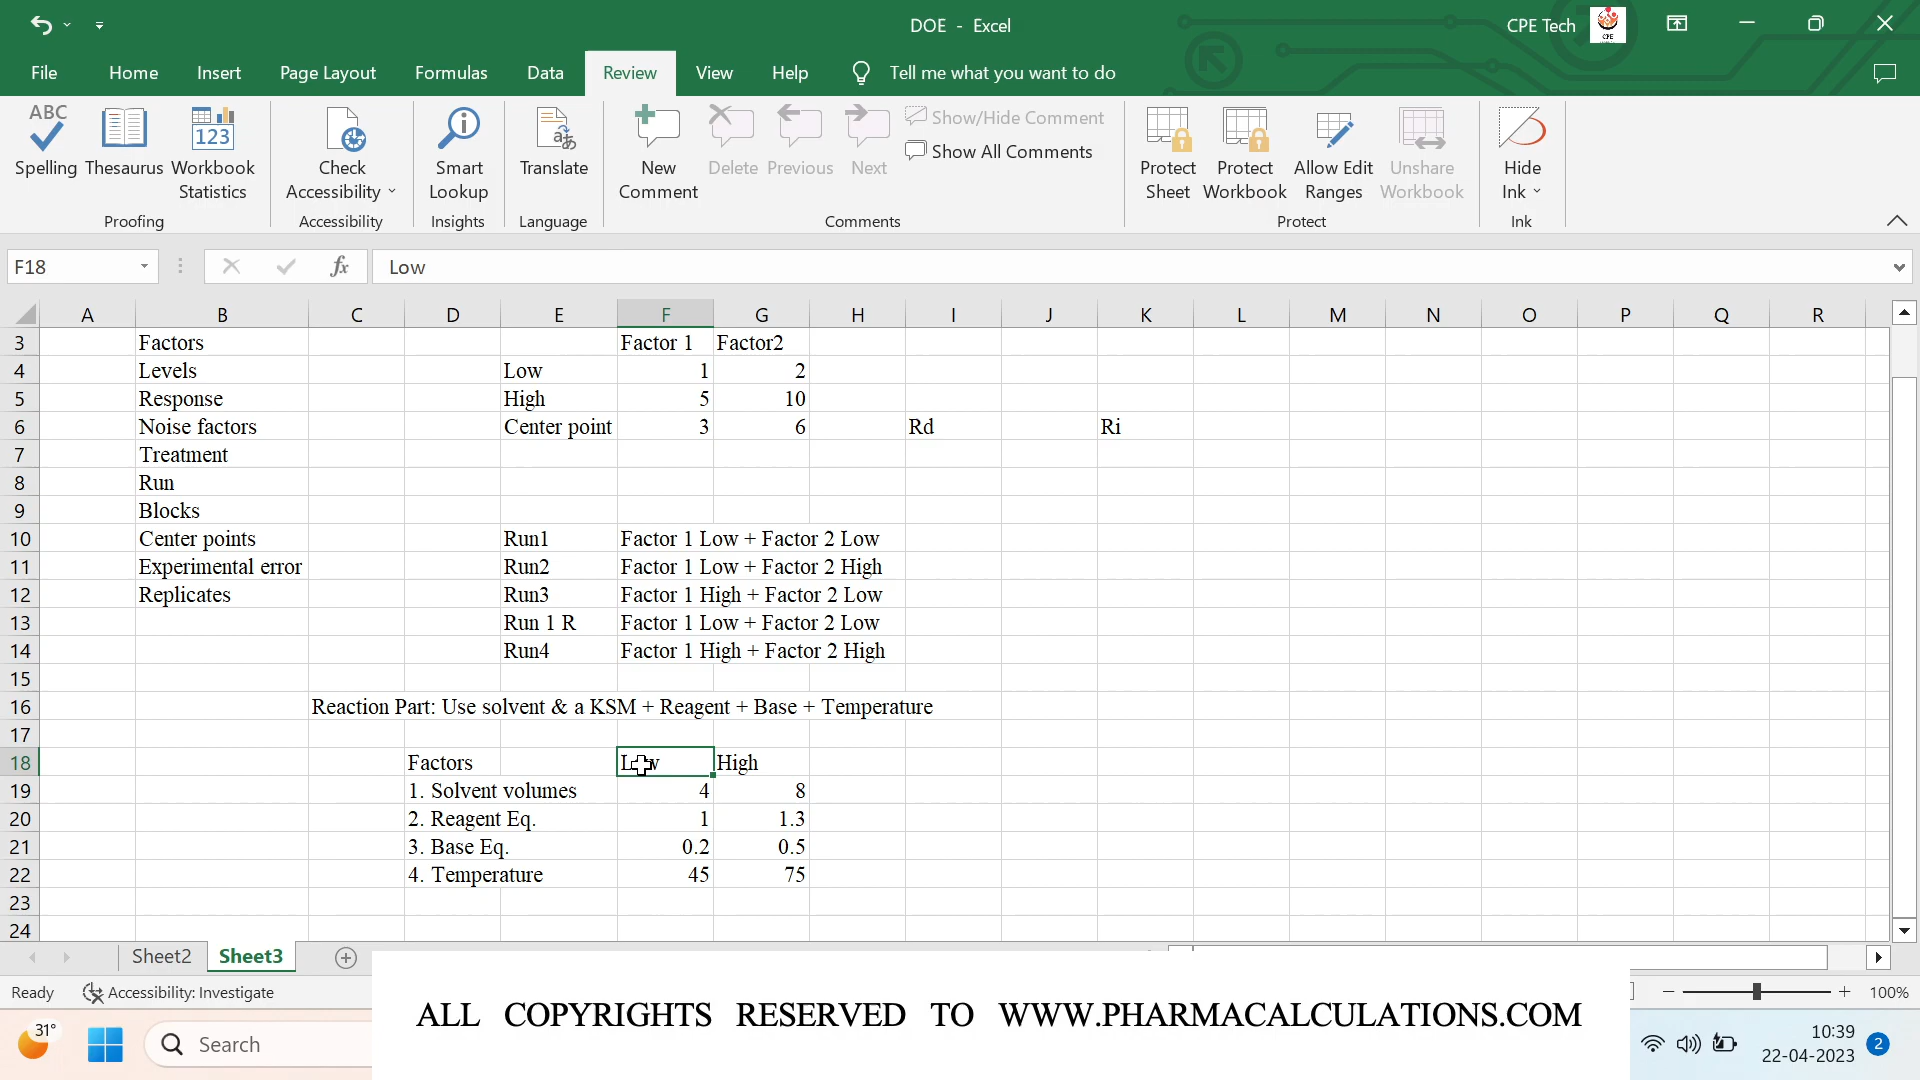 DOE - Excel
CPE Tech
CPE
File Home Insert Page Layout Formulas Data Review View Help Tell me what you want to do
ABC
123
Spelling Thesaurus Workbook Statistics
Check Accessibility
Smart Lookup
Translate
New Comment
Delete Previous Next
Show/Hide Comment
Show All Comments
Protect Sheet
Protect Workbook
Allow Edit Ranges
Unshare Workbook
Hide Ink
Proofing Accessibility Insights Language Comments Protect Ink
F18 fx Low
A B C D E F G H I J K L M N O P Q R
3 Factors Factor 1 Factor2
4 Levels Low 1 2
5 Response High 5 10
6 Noise factors Center point 3 6 Rd Ri
7 Treatment
8 Run
9 Blocks
10 Center points Run1 Factor 1 Low + Factor 2 Low
11 Experimental error Run2 Factor 1 Low + Factor 2 High
12 Replicates Run3 Factor 1 High + Factor 2 Low
13 Run 1 R Factor 1 Low + Factor 2 Low
14 Run4 Factor 1 High + Factor 2 High
15
16 Reaction Part: Use solvent & a KSM + Reagent + Base + Temperature
17
18 Factors Low High
19 1. Solvent volumes 4 8
20 2. Reagent Eq. 1 1.3
21 3. Base Eq. 0.2 0.5
22 4. Temperature 45 75
23
24
Sheet2 Sheet3
Ready Accessibility: Investigate 100%
ALL COPYRIGHTS RESERVED TO WWW.PHARMACALCULATIONS.COM
31°
Search
10:39
22-04-2023
2